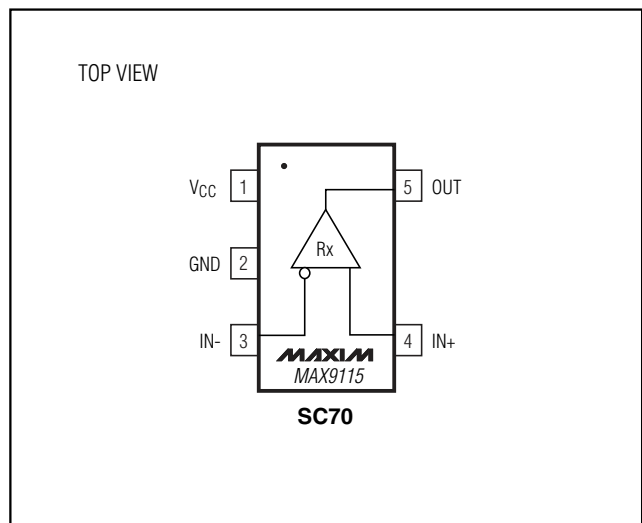 TOP VIEW
VCC 1
5 OUT
Rx
GND 2
IN- 3
4 IN+
MAXIM
MAX9115
SC70